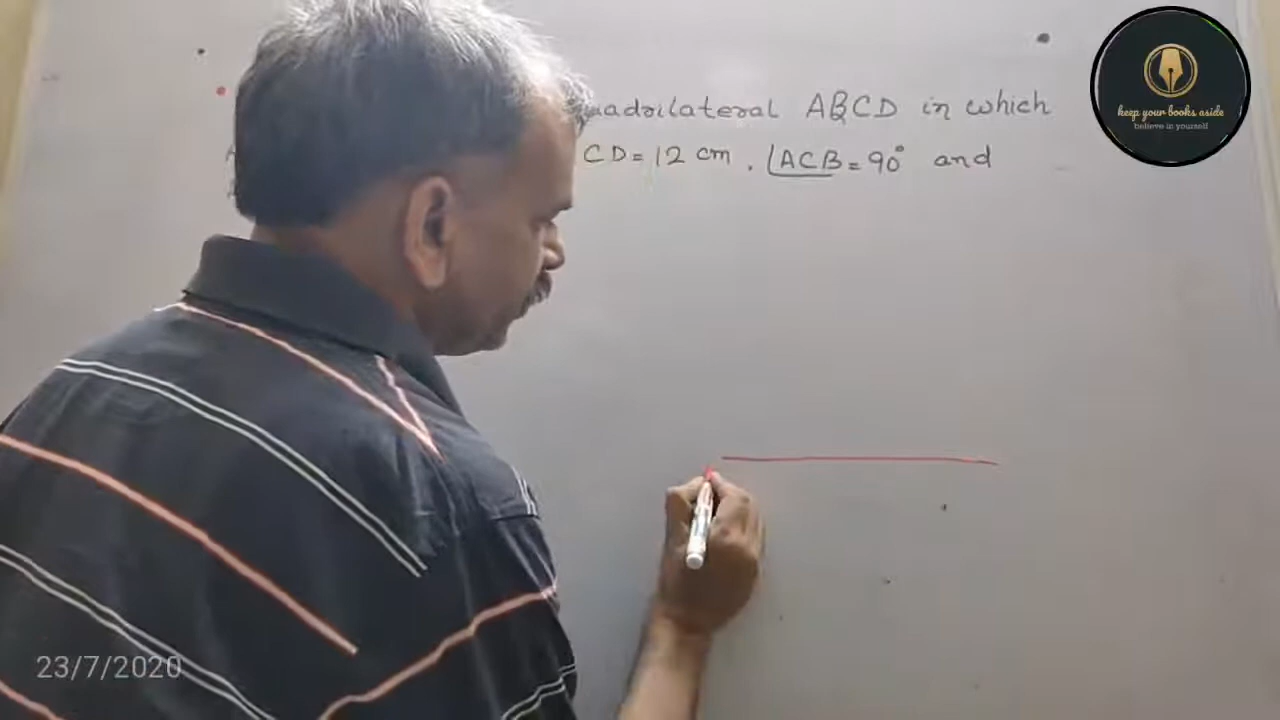 quadrilateral ABCD in which
CD = 12 cm . ∠ACB = 90° and
keep your books aside
believe in yourself
23/7/2020